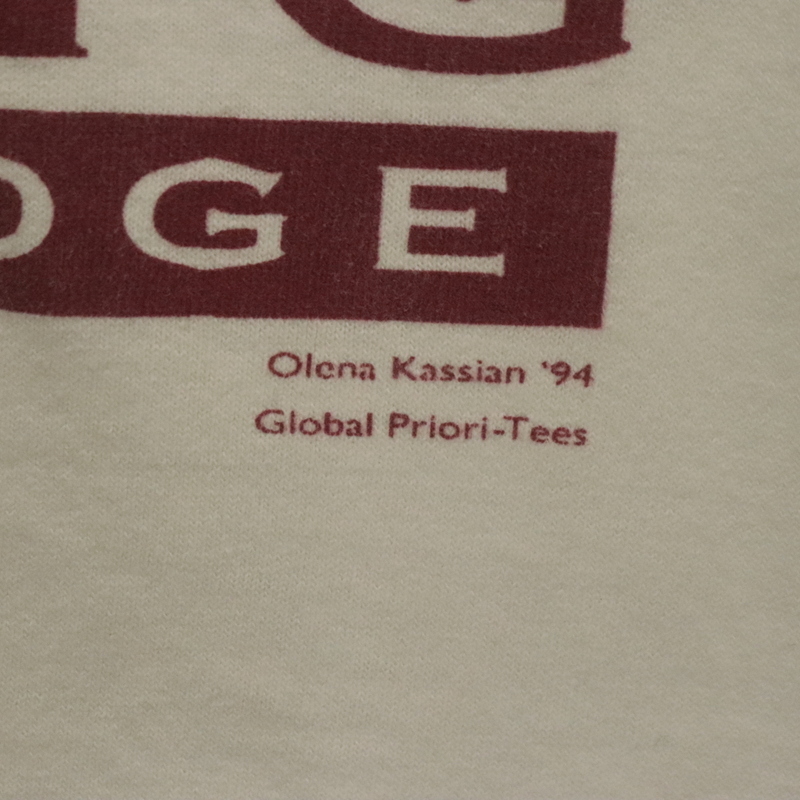 G
OGE
Olena Kassian '94
Global Priori-Tees